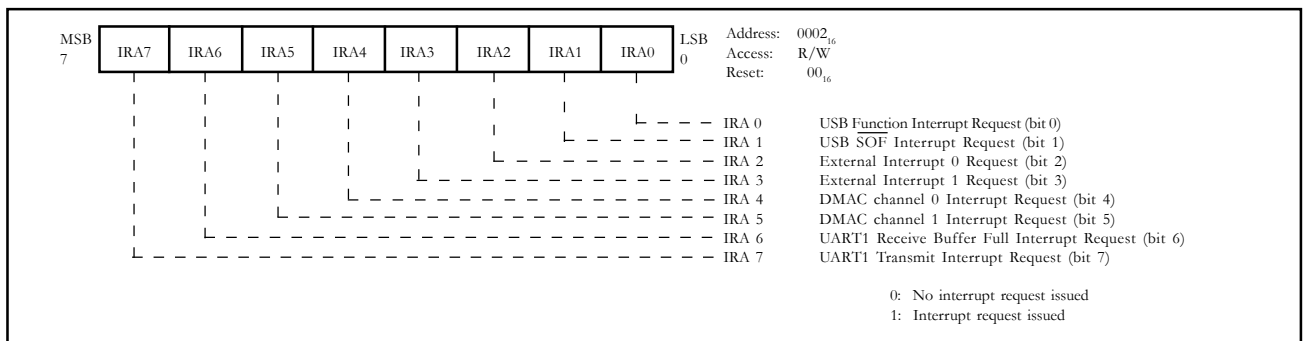 MSB
7
IRA7 IRA6 IRA5 IRA4 IRA3 IRA2 IRA1 IRA0
LSB
0
Address: 0002₁₆
Access: R/W
Reset: 00₁₆
IRA 0 USB Function Interrupt Request (bit 0)
IRA 1 USB S̅O̅F̅ Interrupt Request (bit 1)
IRA 2 External Interrupt 0 Request (bit 2)
IRA 3 External Interrupt 1 Request (bit 3)
IRA 4 DMAC channel 0 Interrupt Request (bit 4)
IRA 5 DMAC channel 1 Interrupt Request (bit 5)
IRA 6 UART1 Receive Buffer Full Interrupt Request (bit 6)
IRA 7 UART1 Transmit Interrupt Request (bit 7)
0: No interrupt request issued
1: Interrupt request issued